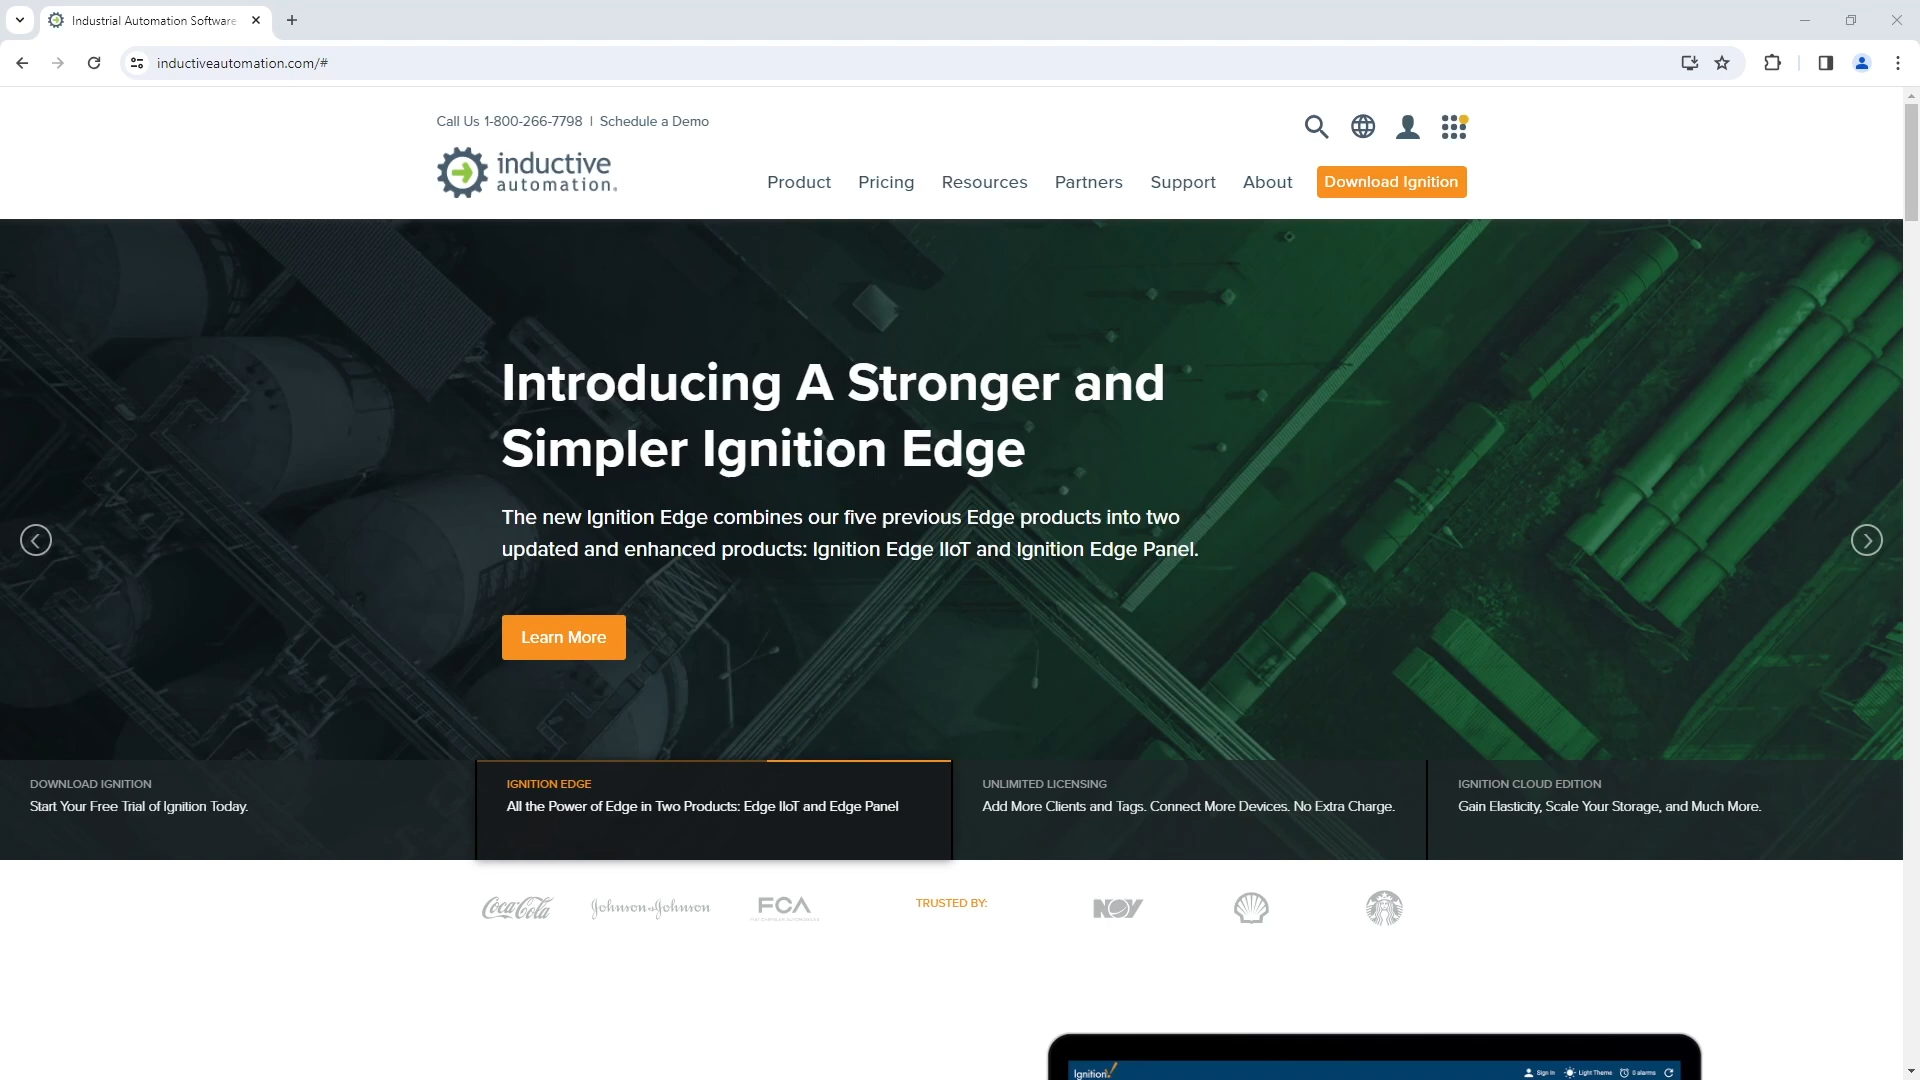 Industrial Automation Software
inductiveautomation.com/#
Call Us 1-800-266-7798 | Schedule a Demo
inductive
automation.
Product Pricing Resources Partners Support About Download Ignition
Introducing A Stronger and
Simpler Ignition Edge
The new Ignition Edge combines our five previous Edge products into two
updated and enhanced products: Ignition Edge IIoT and Ignition Edge Panel.
Learn More
DOWNLOAD IGNITION
Start Your Free Trial of Ignition Today.
IGNITION EDGE
All the Power of Edge in Two Products: Edge IIoT and Edge Panel
UNLIMITED LICENSING
Add More Clients and Tags. Connect More Devices. No Extra Charge.
IGNITION CLOUD EDITION
Gain Elasticity, Scale Your Storage, and Much More.
Coca-Cola Johnson&Johnson FCA TRUSTED BY: NOV
Ignition! Sign In Light Theme 0 alarms